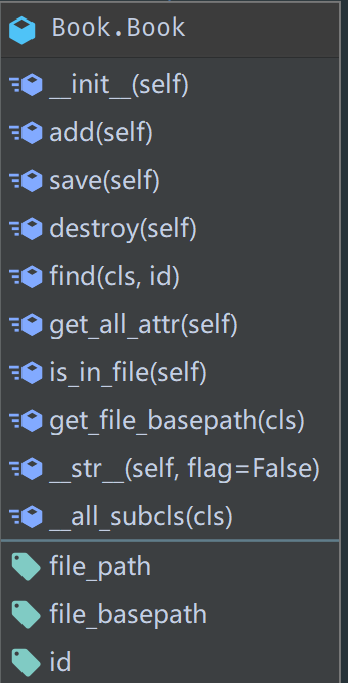 Book.Book
__init__(self)
add(self)
save(self)
destroy(self)
find(cls, id)
get_all_attr(self)
is_in_file(self)
get_file_basepath(cls)
__str__(self, flag=False)
__all_subcls(cls)
file_path
file_basepath
id